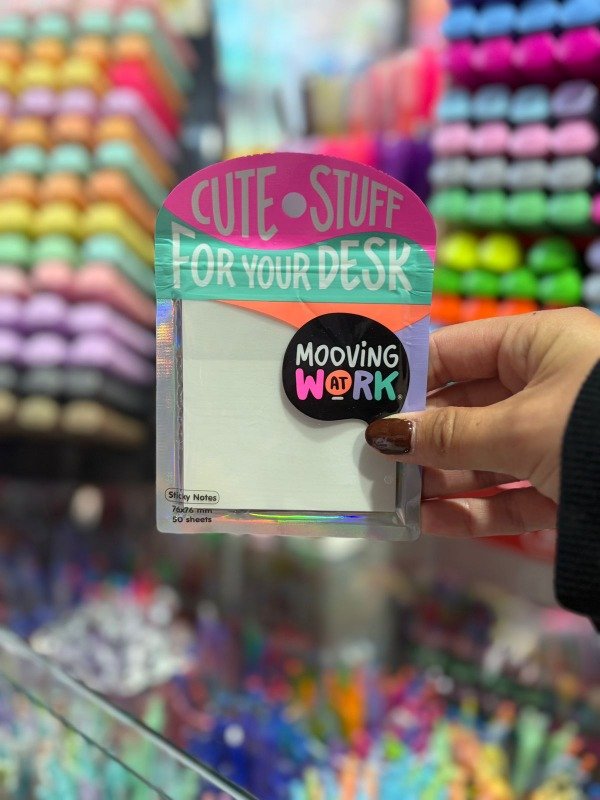 CUTE • STUFF
FOR YOUR DESK
MOOVING
WORK
AT
Sticky Notes
76x76 mm
50 sheets